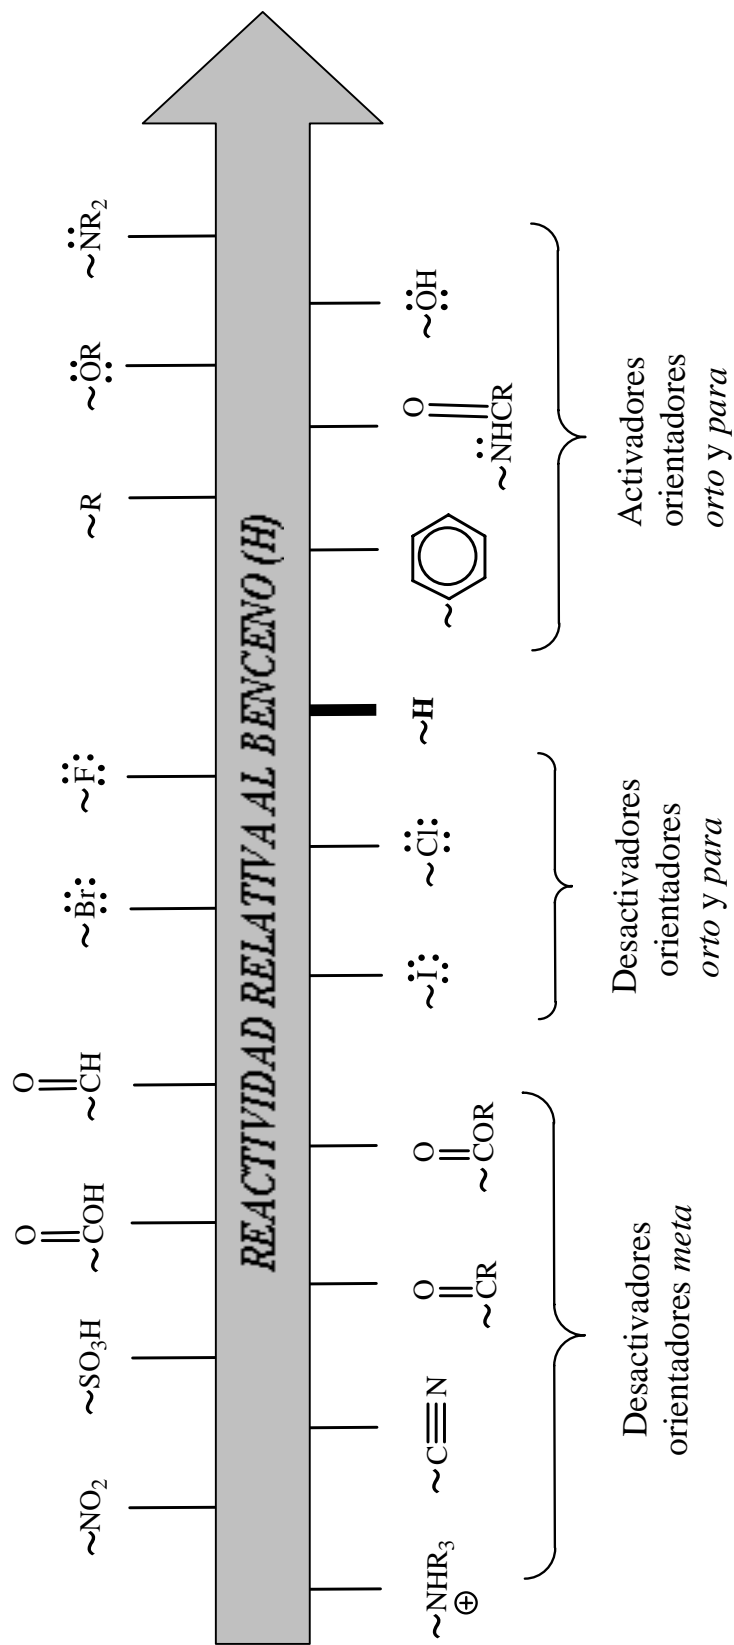 O
~COH
O
~CH
~NO₂
~SO₃H
~Br
~F
~R
~OR
~NR₂
REACTIVIDAD RELATIVA AL BENCENO (H)
~NHR₃
⊕
~C≡N
O
~CR
O
~COR
~I
~Cl
~H
O
~NHCR
~OH
Desactivadores
orientadores meta
Desactivadores
orientadores
orto y para
Activadores
orientadores
orto y para